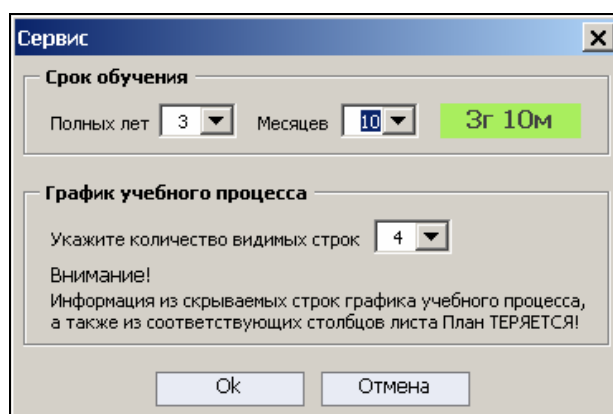 Сервис
Срок обучения
Полных лет 3 Месяцев 10 3г 10м
График учебного процесса
Укажите количество видимых строк 4
Внимание!
Информация из скрываемых строк графика учебного процесса,
а также из соответствующих столбцов листа План ТЕРЯЕТСЯ!
Ok Отмена